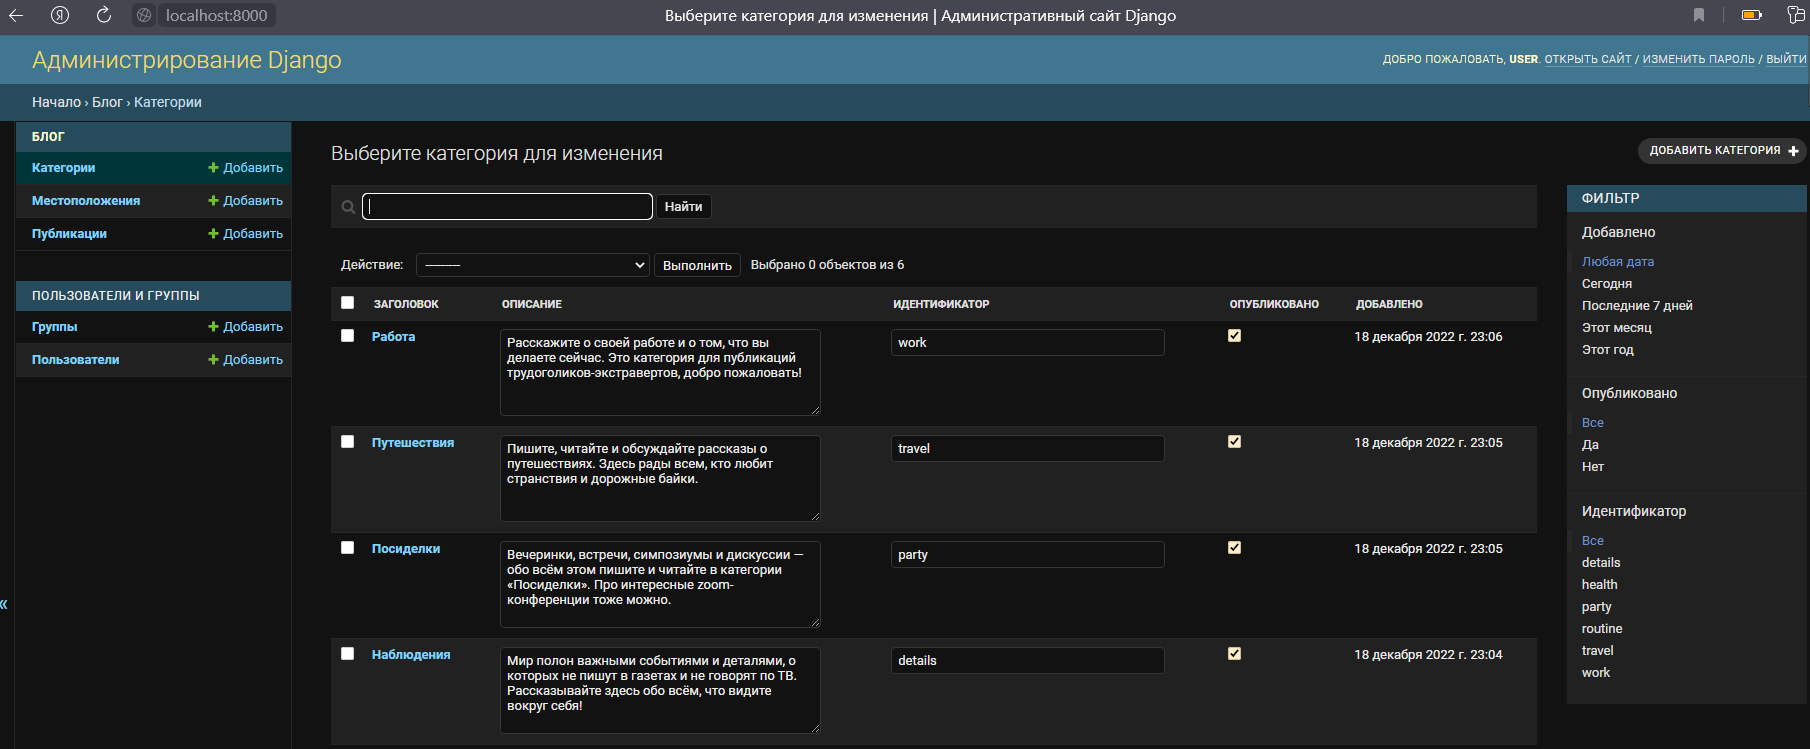 localhost:8000
Выберите категория для изменения | Административный сайт Django
Администрирование Django
ДОБРО ПОЖАЛОВАТЬ, USER. ОТКРЫТЬ САЙТ / ИЗМЕНИТЬ ПАРОЛЬ / ВЫЙТИ
Начало › Блог › Категории
БЛОГ
Категории + Добавить
Местоположения + Добавить
Публикации + Добавить
ПОЛЬЗОВАТЕЛИ И ГРУППЫ
Группы + Добавить
Пользователи + Добавить
«
Выберите категория для изменения
ДОБАВИТЬ КАТЕГОРИЯ +
Найти
Действие: --------- Выполнить Выбрано 0 объектов из 6
ЗАГОЛОВОК ОПИСАНИЕ ИДЕНТИФИКАТОР ОПУБЛИКОВАНО ДОБАВЛЕНО
Работа
Расскажите о своей работе и о том, что вы
делаете сейчас. Это категория для публикаций
трудоголиков-экстравертов, добро пожаловать!
work
18 декабря 2022 г. 23:06
Путешествия
Пишите, читайте и обсуждайте рассказы о
путешествиях. Здесь рады всем, кто любит
странствия и дорожные байки.
travel
18 декабря 2022 г. 23:05
Посиделки
Вечеринки, встречи, симпозиумы и дискуссии —
обо всём этом пишите и читайте в категории
«Посиделки». Про интересные zoom-
конференции тоже можно.
party
18 декабря 2022 г. 23:05
Наблюдения
Мир полон важными событиями и деталями, о
которых не пишут в газетах и не говорят по ТВ.
Рассказывайте здесь обо всём, что видите
вокруг себя!
details
18 декабря 2022 г. 23:04
ФИЛЬТР
Добавлено
Любая дата
Сегодня
Последние 7 дней
Этот месяц
Этот год
Опубликовано
Все
Да
Нет
Идентификатор
Все
details
health
party
routine
travel
work